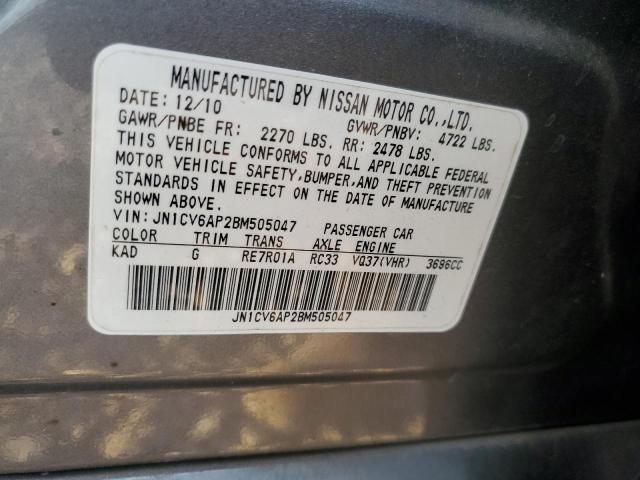 MANUFACTURED BY NISSAN MOTOR CO.,LTD.
DATE: 12/10 GVWR/PNBV: 4722 LBS.
GAWR/PNBE FR: 2270 LBS. RR: 2478 LBS.
THIS VEHICLE CONFORMS TO ALL APPLICABLE FEDERAL
MOTOR VEHICLE SAFETY,BUMPER,AND THEFT PREVENTION
STANDARDS IN EFFECT ON THE DATE OF MANUFACTURE
SHOWN ABOVE.
VIN: JN1CV6AP2BM505047 PASSENGER CAR
COLOR TRIM TRANS AXLE ENGINE
KAD G RE7R01A RC33 VQ37(VHR) 3696CC
JN1CV6AP2BM505047